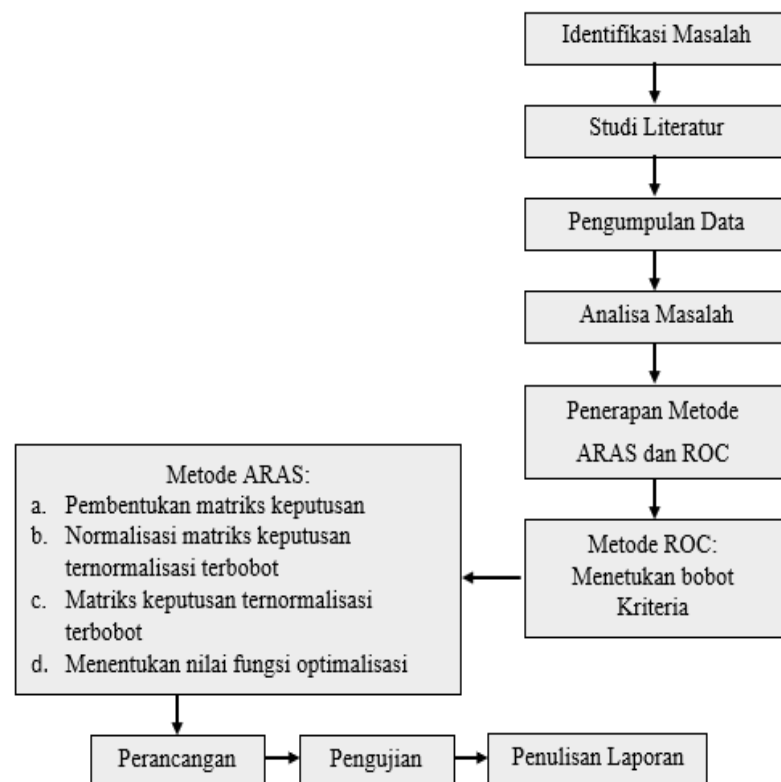 Identifikasi Masalah
Studi Literatur
Pengumpulan Data
Analisa Masalah
Penerapan Metode
ARAS dan ROC
Metode ROC:
Menetukan bobot
Kriteria
Metode ARAS:
a. Pembentukan matriks keputusan
b. Normalisasi matriks keputusan
ternormalisasi terbobot
c. Matriks keputusan ternormalisasi
terbobot
d. Menentukan nilai fungsi optimalisasi
Perancangan
Pengujian
Penulisan Laporan